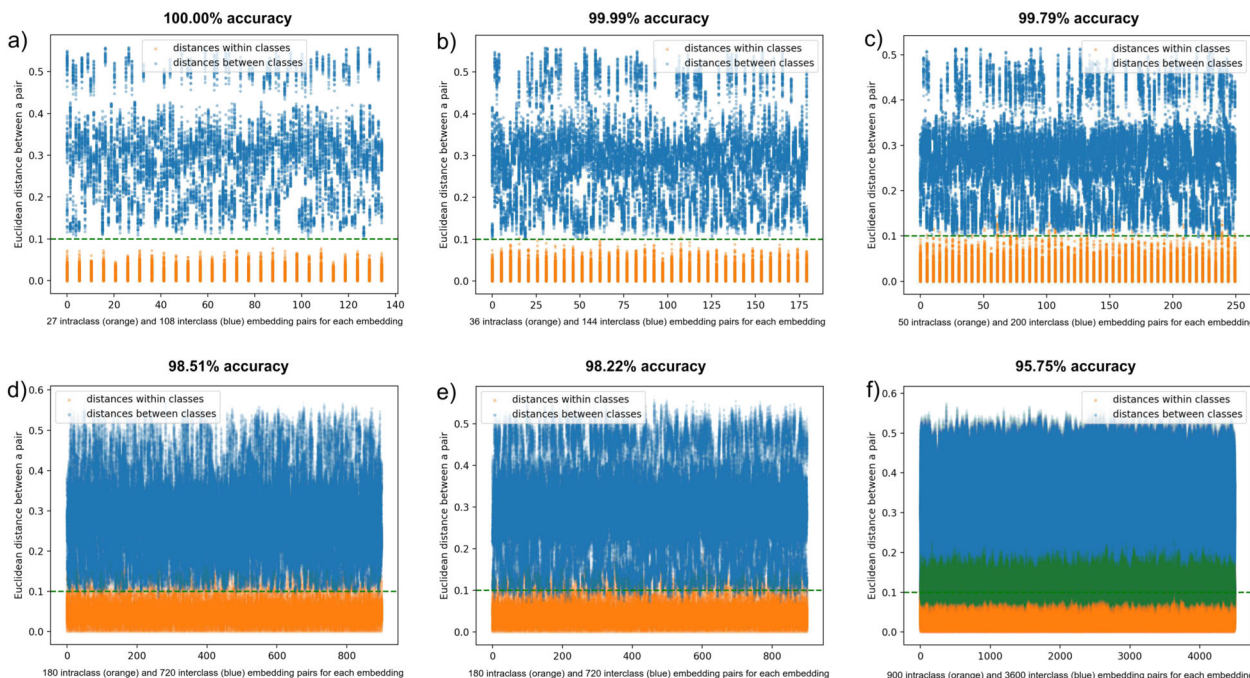 100.00% accuracy
a)
distances within classes
distances between classes
Euclidean distance between a pair
0.5
0.4
0.3
0.2
0.1
0.0
0 20 40 60 80 100 120 140
27 intraclass (orange) and 108 interclass (blue) embedding pairs for each embedding
99.99% accuracy
b)
distances within classes
distances between classes
Euclidean distance between a pair
0.5
0.4
0.3
0.2
0.1
0.0
0 25 50 75 100 125 150 175
36 intraclass (orange) and 144 interclass (blue) embedding pairs for each embedding
99.79% accuracy
c)
distances within classes
distances between classes
Euclidean distance between a pair
0.5
0.4
0.3
0.2
0.1
0.0
0 50 100 150 200 250
50 intraclass (orange) and 200 interclass (blue) embedding pairs for each embedding
98.51% accuracy
d)
distances within classes
distances between classes
Euclidean distance between a pair
0.6
0.5
0.4
0.3
0.2
0.1
0.0
0 200 400 600 800
180 intraclass (orange) and 720 interclass (blue) embedding pairs for each embedding
98.22% accuracy
e)
distances within classes
distances between classes
Euclidean distance between a pair
0.5
0.4
0.3
0.2
0.1
0.0
0 200 400 600 800
180 intraclass (orange) and 720 interclass (blue) embedding pairs for each embedding
95.75% accuracy
f)
distances within classes
distances between classes
Euclidean distance between a pair
0.6
0.5
0.4
0.3
0.2
0.1
0.0
0 1000 2000 3000 4000
900 intraclass (orange) and 3600 interclass (blue) embedding pairs for each embedding